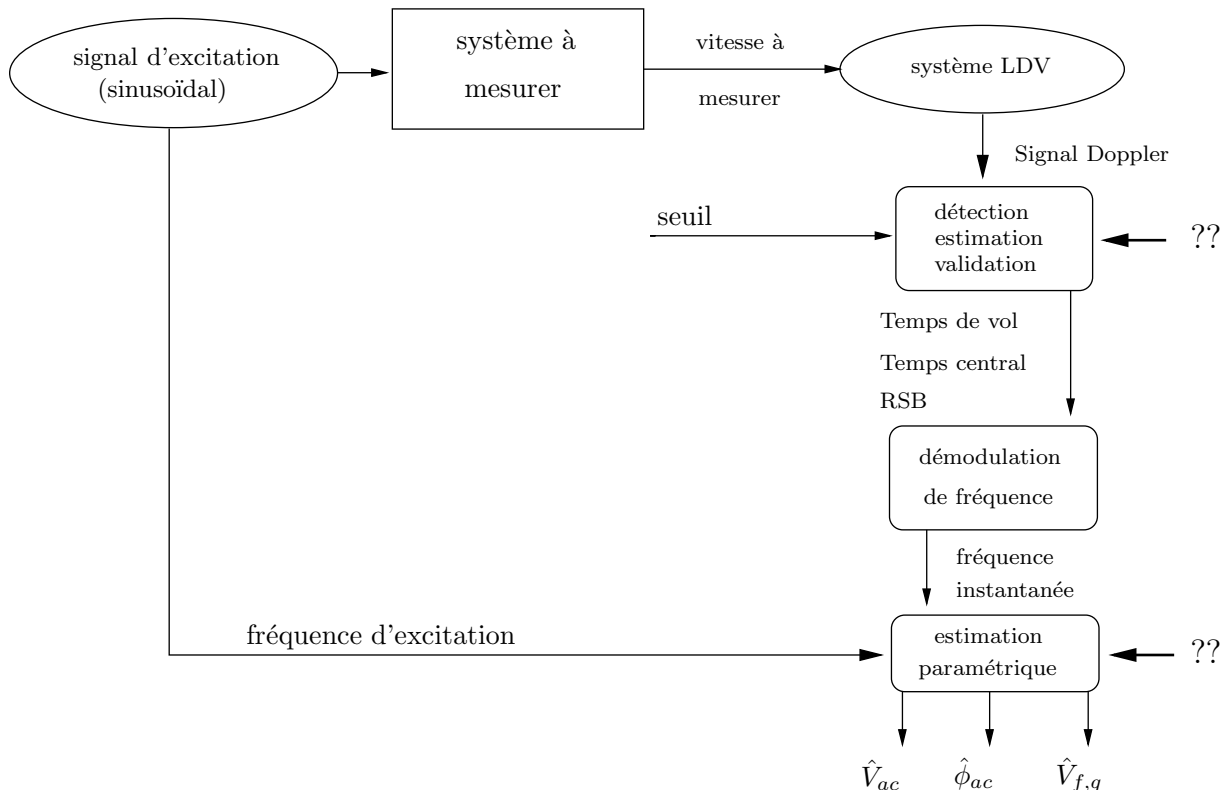 signal d'excitation
(sinusoïdal)
système à
mesurer
vitesse à
mesurer
système LDV
Signal Doppler
seuil
détection
estimation
validation
??
Temps de vol
Temps central
RSB
démodulation
de fréquence
fréquence
instantanée
fréquence d'excitation
estimation
paramétrique
??
V̂ac
ϕ̂ac
V̂f,q